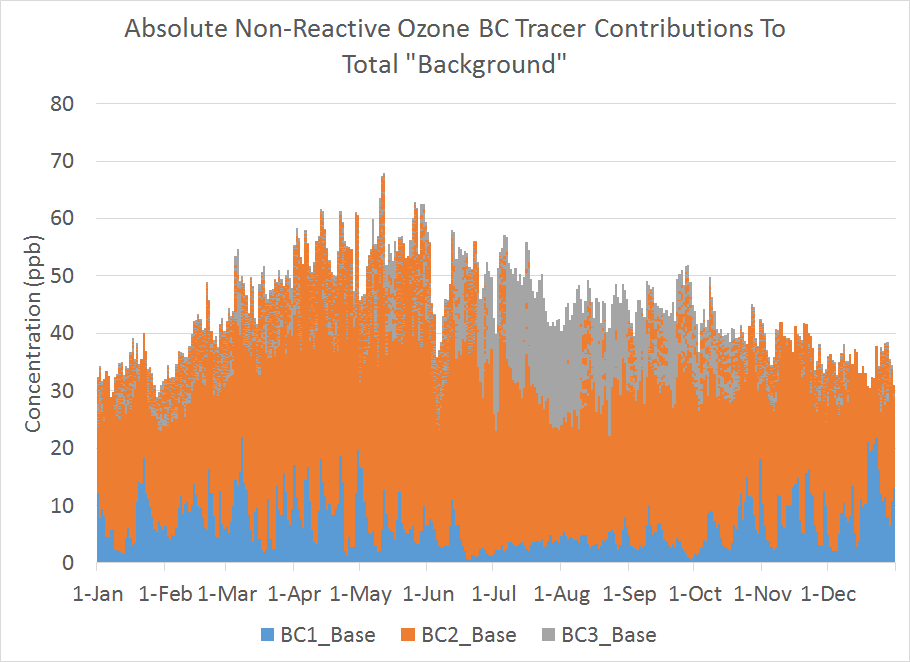 Absolute Non-Reactive Ozone BC Tracer Contributions To
Total "Background"
80
70
60
50
40
30
20
10
0
Concentration (ppb)
1-Jan 1-Feb 1-Mar 1-Apr 1-May 1-Jun 1-Jul 1-Aug 1-Sep 1-Oct 1-Nov 1-Dec
BC1_Base BC2_Base BC3_Base